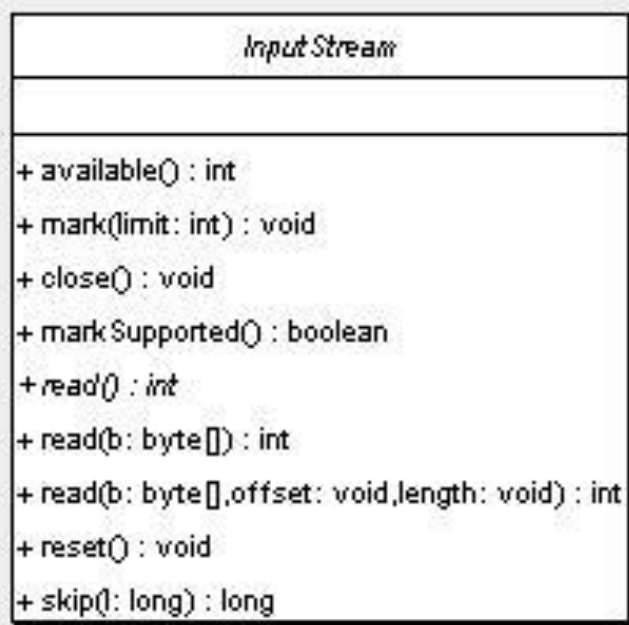 InputStream
+ available() : int
+ mark(limit: int) : void
+ close() : void
+ markSupported() : boolean
+ read() : int
+ read(b: byte[]) : int
+ read(b: byte[],offset: void,length: void) : int
+ reset() : void
+ skip(l: long) : long